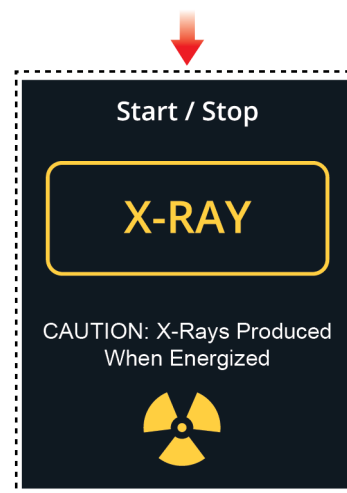 Start / Stop
X-RAY
CAUTION: X-Rays Produced
When Energized